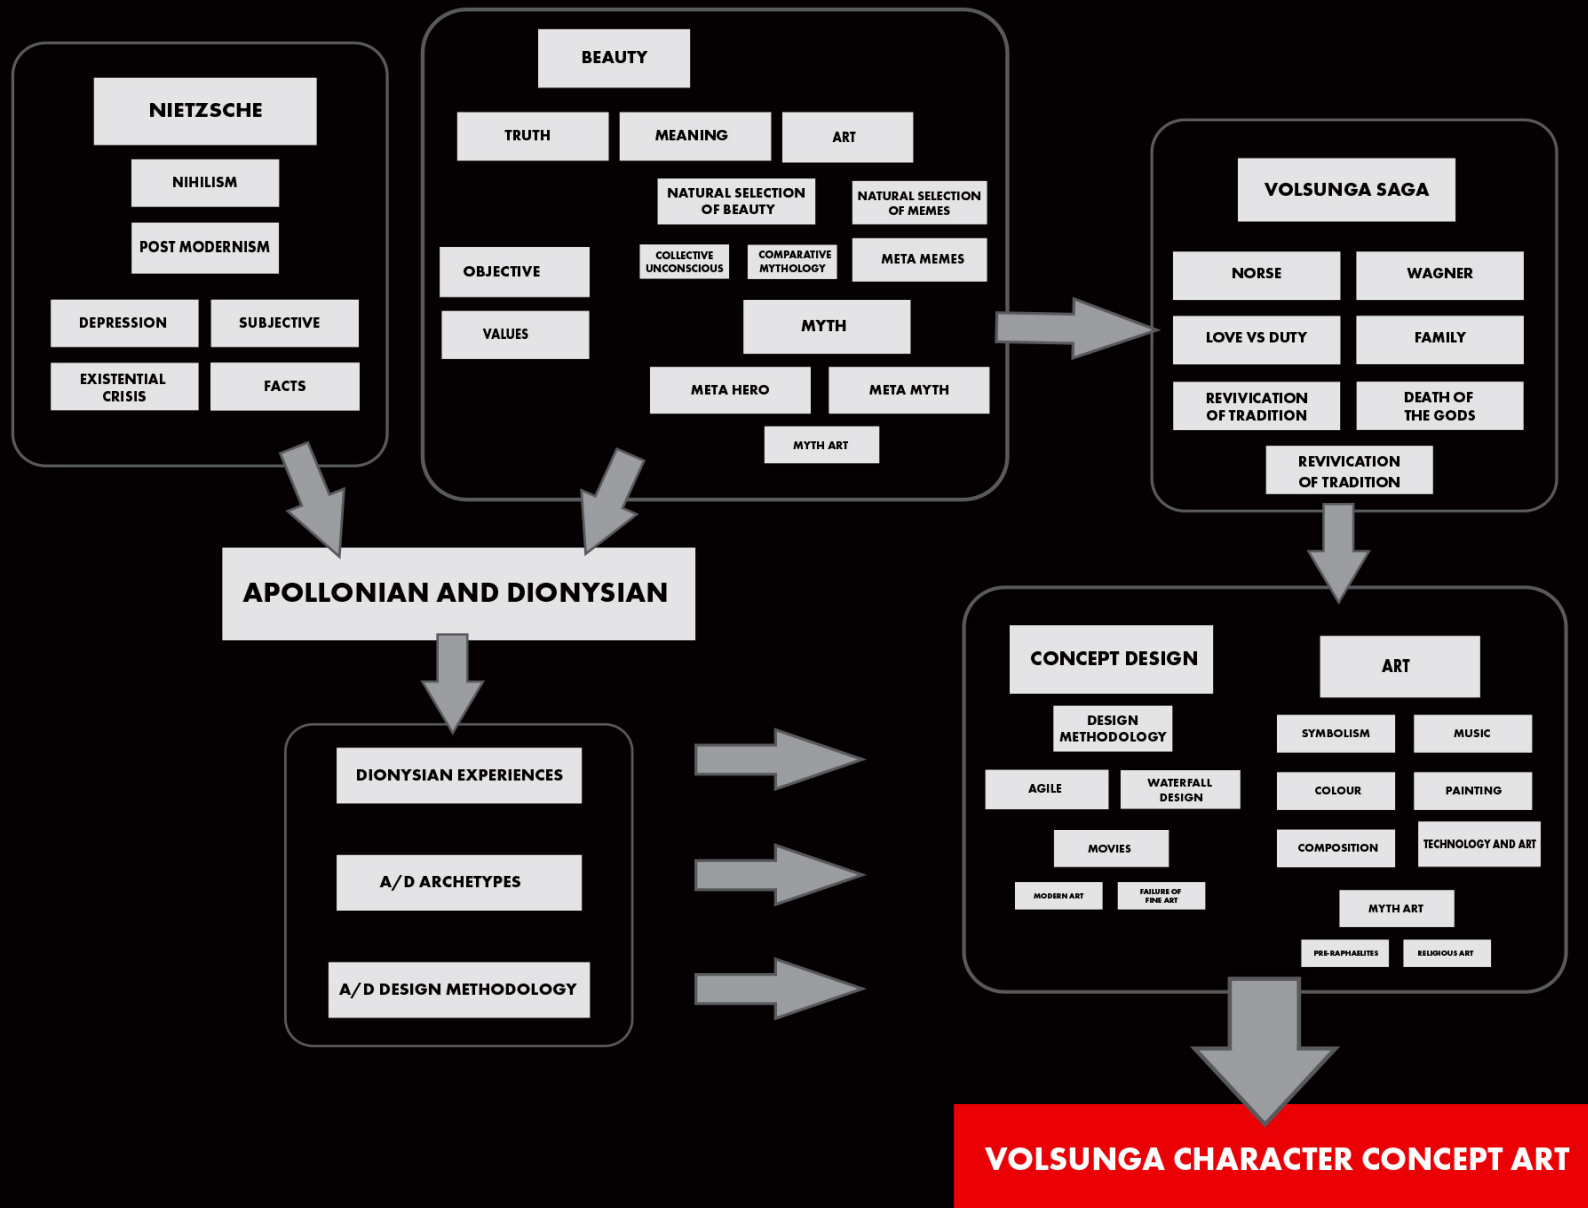 NIETZSCHE
NIHILISM
POST MODERNISM
DEPRESSION
SUBJECTIVE
EXISTENTIAL
CRISIS
FACTS
BEAUTY
TRUTH
MEANING
ART
NATURAL SELECTION
OF BEAUTY
NATURAL SELECTION
OF MEMES
OBJECTIVE
COLLECTIVE
UNCONSCIOUS
COMPARATIVE
MYTHOLOGY
META MEMES
VALUES
MYTH
META HERO
META MYTH
MYTH ART
VOLSUNGA SAGA
NORSE
WAGNER
LOVE VS DUTY
FAMILY
REVIVICATION
OF TRADITION
DEATH OF
THE GODS
REVIVICATION
OF TRADITION
APOLLONIAN AND DIONYSIAN
DIONYSIAN EXPERIENCES
A/D ARCHETYPES
A/D DESIGN METHODOLOGY
CONCEPT DESIGN
DESIGN
METHODOLOGY
AGILE
WATERFALL
DESIGN
MOVIES
MODERN ART
FAILURE OF
FINE ART
ART
SYMBOLISM
MUSIC
COLOUR
PAINTING
COMPOSITION
TECHNOLOGY AND ART
MYTH ART
PRE-RAPHAELITES
RELIGIOUS ART
VOLSUNGA CHARACTER CONCEPT ART